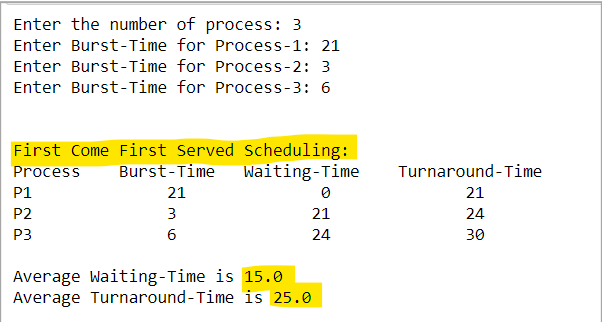 Enter the number of process: 3
Enter Burst-Time for Process-1: 21
Enter Burst-Time for Process-2: 3
Enter Burst-Time for Process-3: 6
First Come First Served Scheduling:
Process Burst-Time Waiting-Time Turnaround-Time
P1 21 0 21
P2 3 21 24
P3 6 24 30
Average Waiting-Time is 15.0
Average Turnaround-Time is 25.0